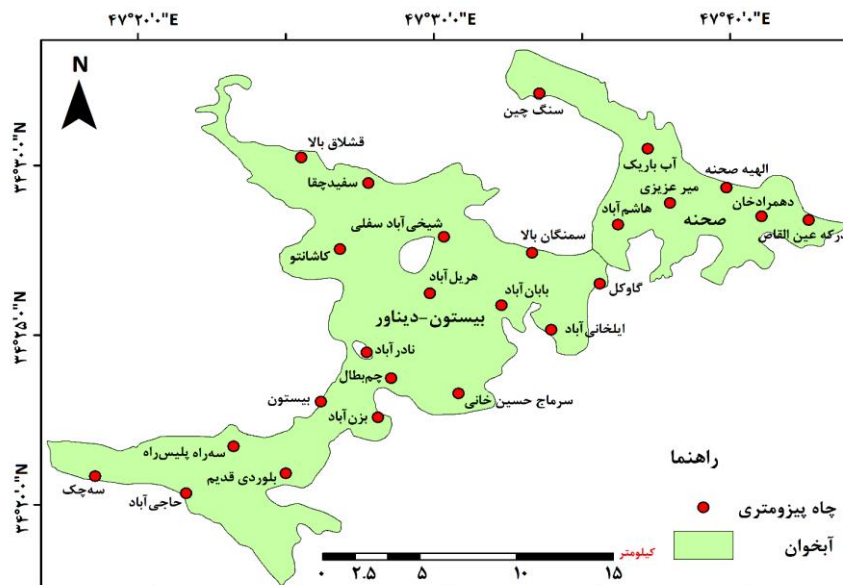 ۴۷°۲۰'۰"E
۴۷°۳۰'۰"E
۴۷°۴۰'۰"E
N
۳۴°۳۰'۰"N
۳۴°۲۵'۰"N
۳۴°۲۰'۰"N
سنگ چین
قشلاق بالا
سفیدچقا
آب باریک
الهیه صحنه
میر عزیزی
دهمرادخان
هاشم‌آباد
صحنه
درکه عین القاص
شیخی‌آباد سفلی
سمنگان بالا
کاشانتو
هریل‌آباد
بابان‌آباد
گاوکل
بیستون-دیناور
ایلخانی‌آباد
نادرآباد
چم‌بطال
بیستون
سرماج حسین خانی
بزن‌آباد
سه‌راه پلیس‌راه
بلوردی قدیم
سه‌چک
حاجی‌آباد
راهنما
چاه پیزومتری
آبخوان
کیلومتر
۰ ۲.۵ ۵ ۱۰ ۱۵